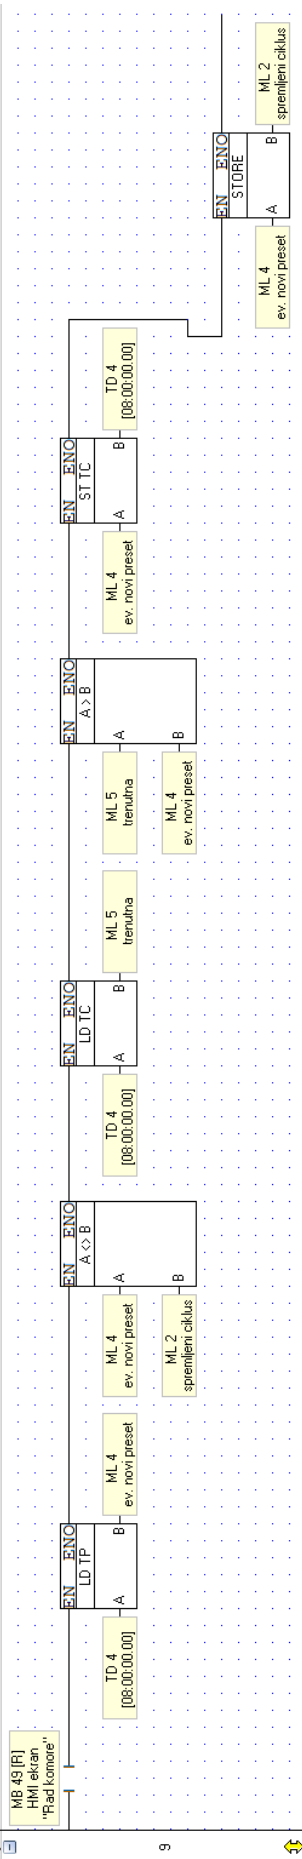 9
MB 49 [R]
HMI ekran
"Rad komore"
TD 4
[08:00:00.00]
EN ENO
LD TP
A B
ML 4
ev. novi preset
ML 4
ev. novi preset
ML 2
spremljeni ciklus
EN ENO
A <> B
A
B
TD 4
[08:00:00.00]
EN ENO
LD TC
A B
ML 5
trenutna
ML 5
trenutna
ML 4
ev. novi preset
EN ENO
A > B
A
B
ML 4
ev. novi preset
EN ENO
ST TC
A B
TD 4
[08:00:00.00]
ML 4
ev. novi preset
EN ENO
STORE
A B
ML 2
spremljeni ciklus